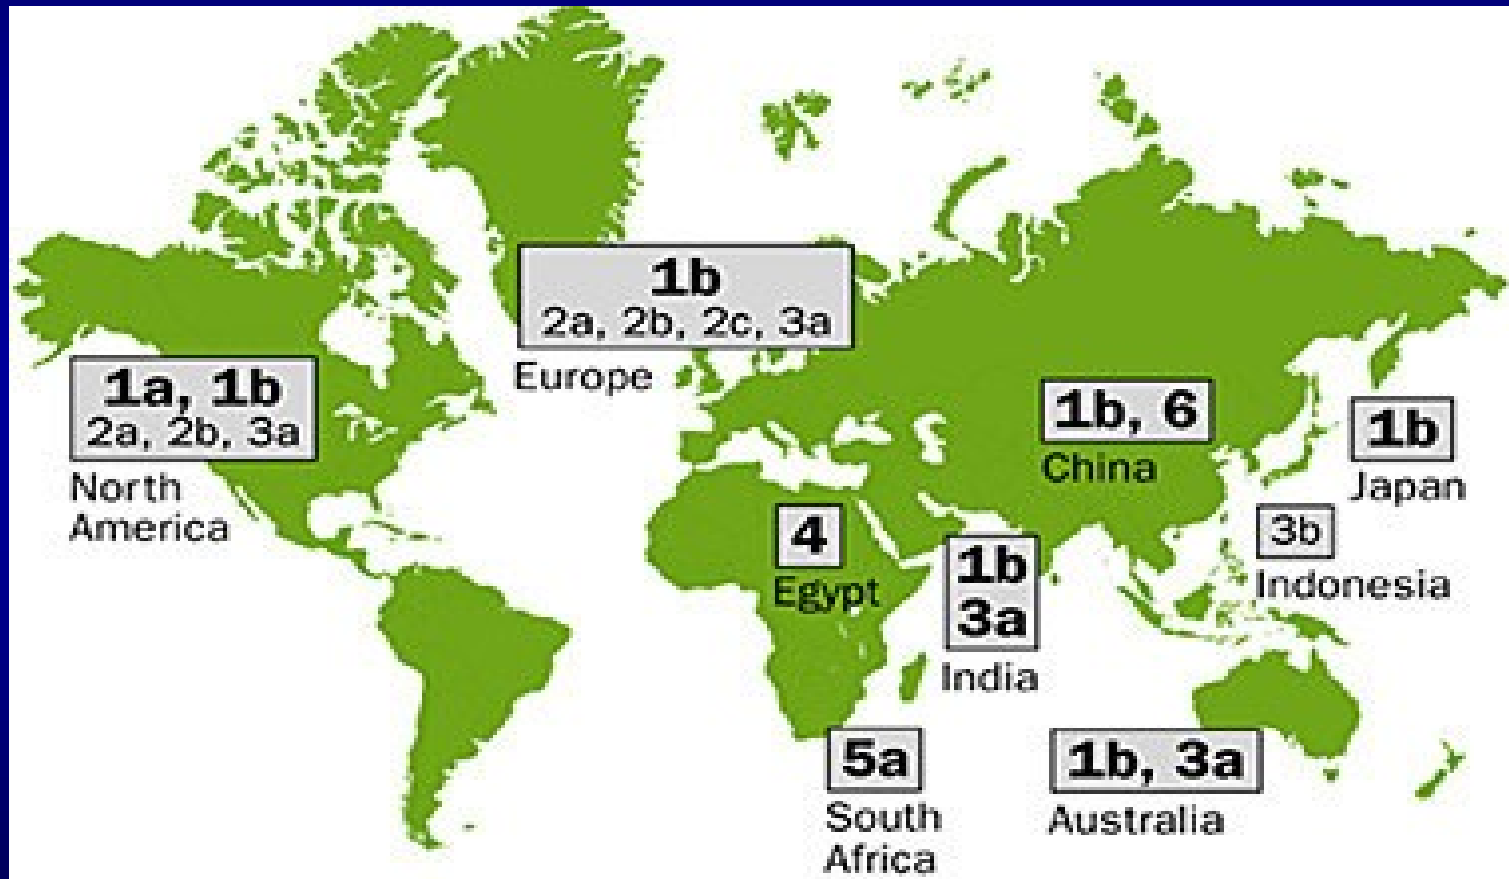 1b
2a, 2b, 2c, 3a
Europe
1a, 1b
2a, 2b, 3a
North
America
1b, 6
China
1b
Japan
4
Egypt
1b
3a
India
3b
Indonesia
5a
South
Africa
1b, 3a
Australia